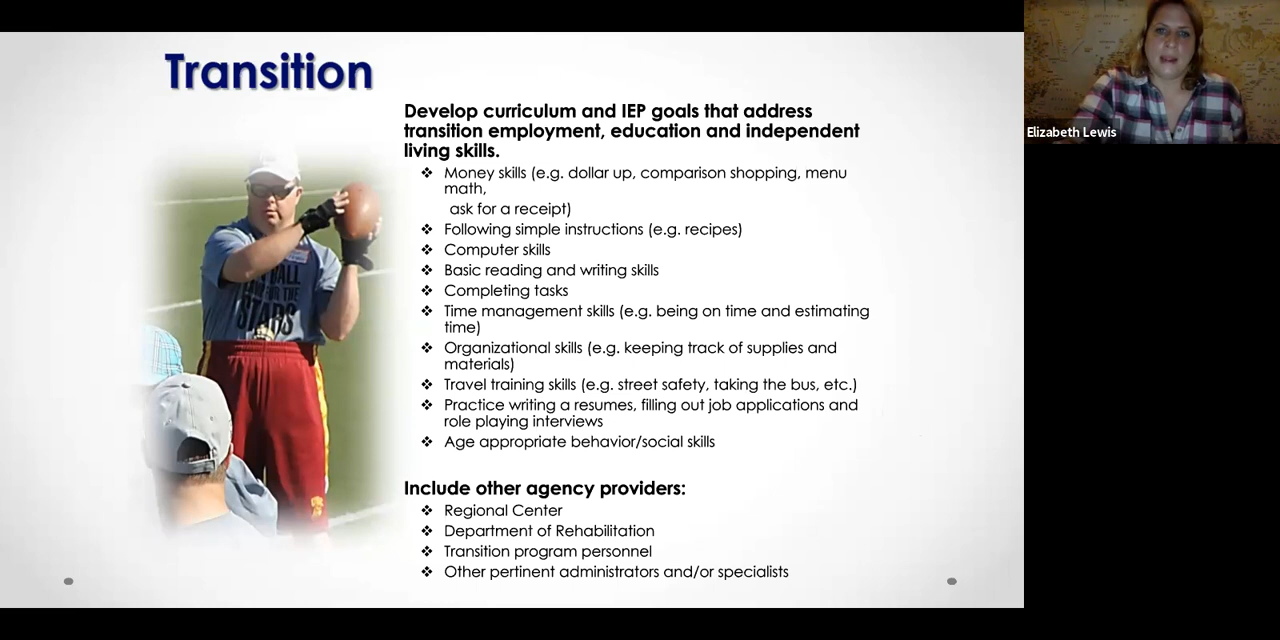 Transition
Develop curriculum and IEP goals that address
transition employment, education and independent
living skills.
❖ Money skills (e.g. dollar up, comparison shopping, menu
math,
ask for a receipt)
❖ Following simple instructions (e.g. recipes)
❖ Computer skills
❖ Basic reading and writing skills
❖ Completing tasks
❖ Time management skills (e.g. being on time and estimating
time)
❖ Organizational skills (e.g. keeping track of supplies and
materials)
❖ Travel training skills (e.g. street safety, taking the bus, etc.)
❖ Practice writing a resumes, filling out job applications and
role playing interviews
❖ Age appropriate behavior/social skills
Include other agency providers:
❖ Regional Center
❖ Department of Rehabilitation
❖ Transition program personnel
❖ Other pertinent administrators and/or specialists
FOR THE
STARS
Elizabeth Lewis